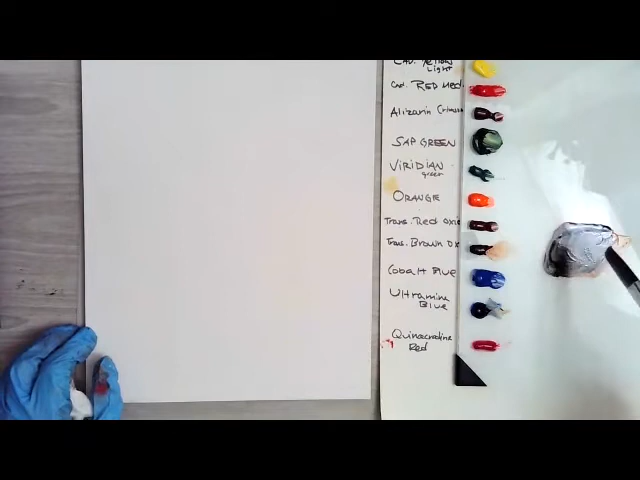 Cad. Yellow
Light
Cad. Red Med.
Alizarin Crimson
SAP GREEN
VIRIDIAN
green
ORANGE
Trans. Red Oxide
Trans. Brown Ox
Cobalt Blue
Ultramine
Blue
Quinacradine
Red